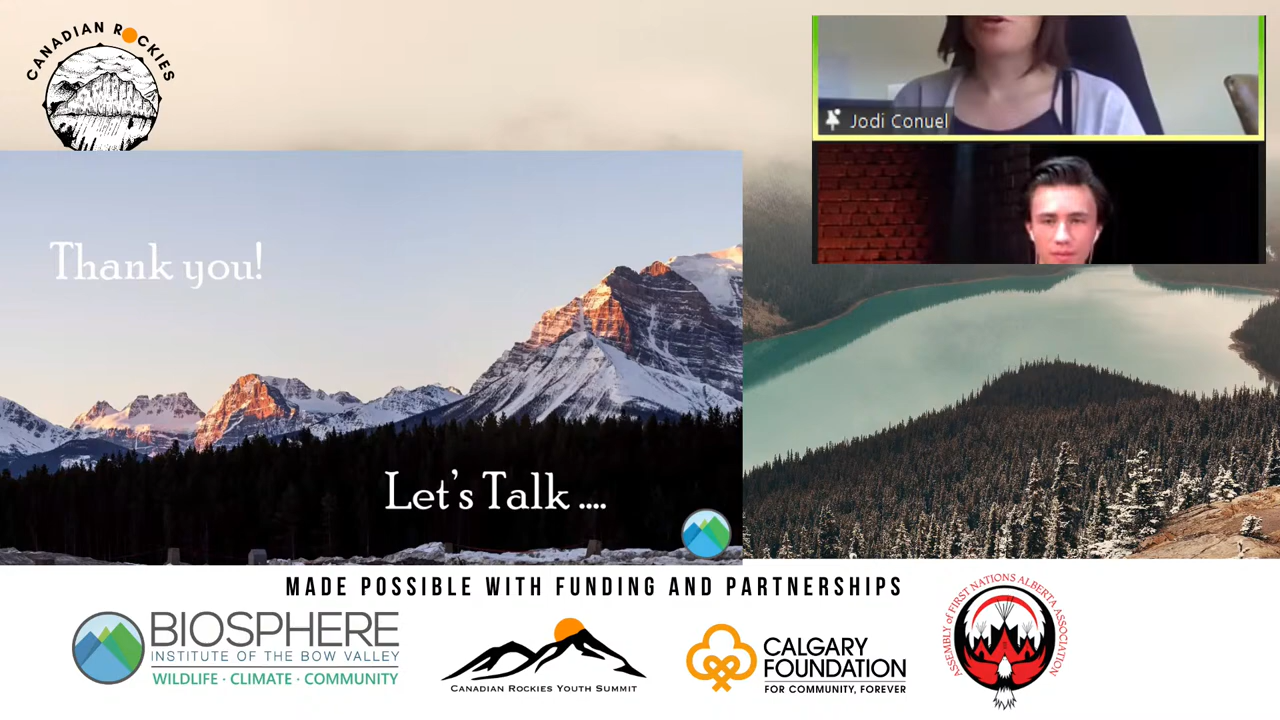 CANADIAN ROCKIES
Jodi Conuel
Thank you!
Let's Talk ....
MADE POSSIBLE WITH FUNDING AND PARTNERSHIPS
BIOSPHERE
INSTITUTE OF THE BOW VALLEY
WILDLIFE · CLIMATE · COMMUNITY
CANADIAN ROCKIES YOUTH SUMMIT
CALGARY
FOUNDATION
FOR COMMUNITY, FOREVER
ASSEMBLY of FIRST NATIONS ALBERTA ASSOCIATION